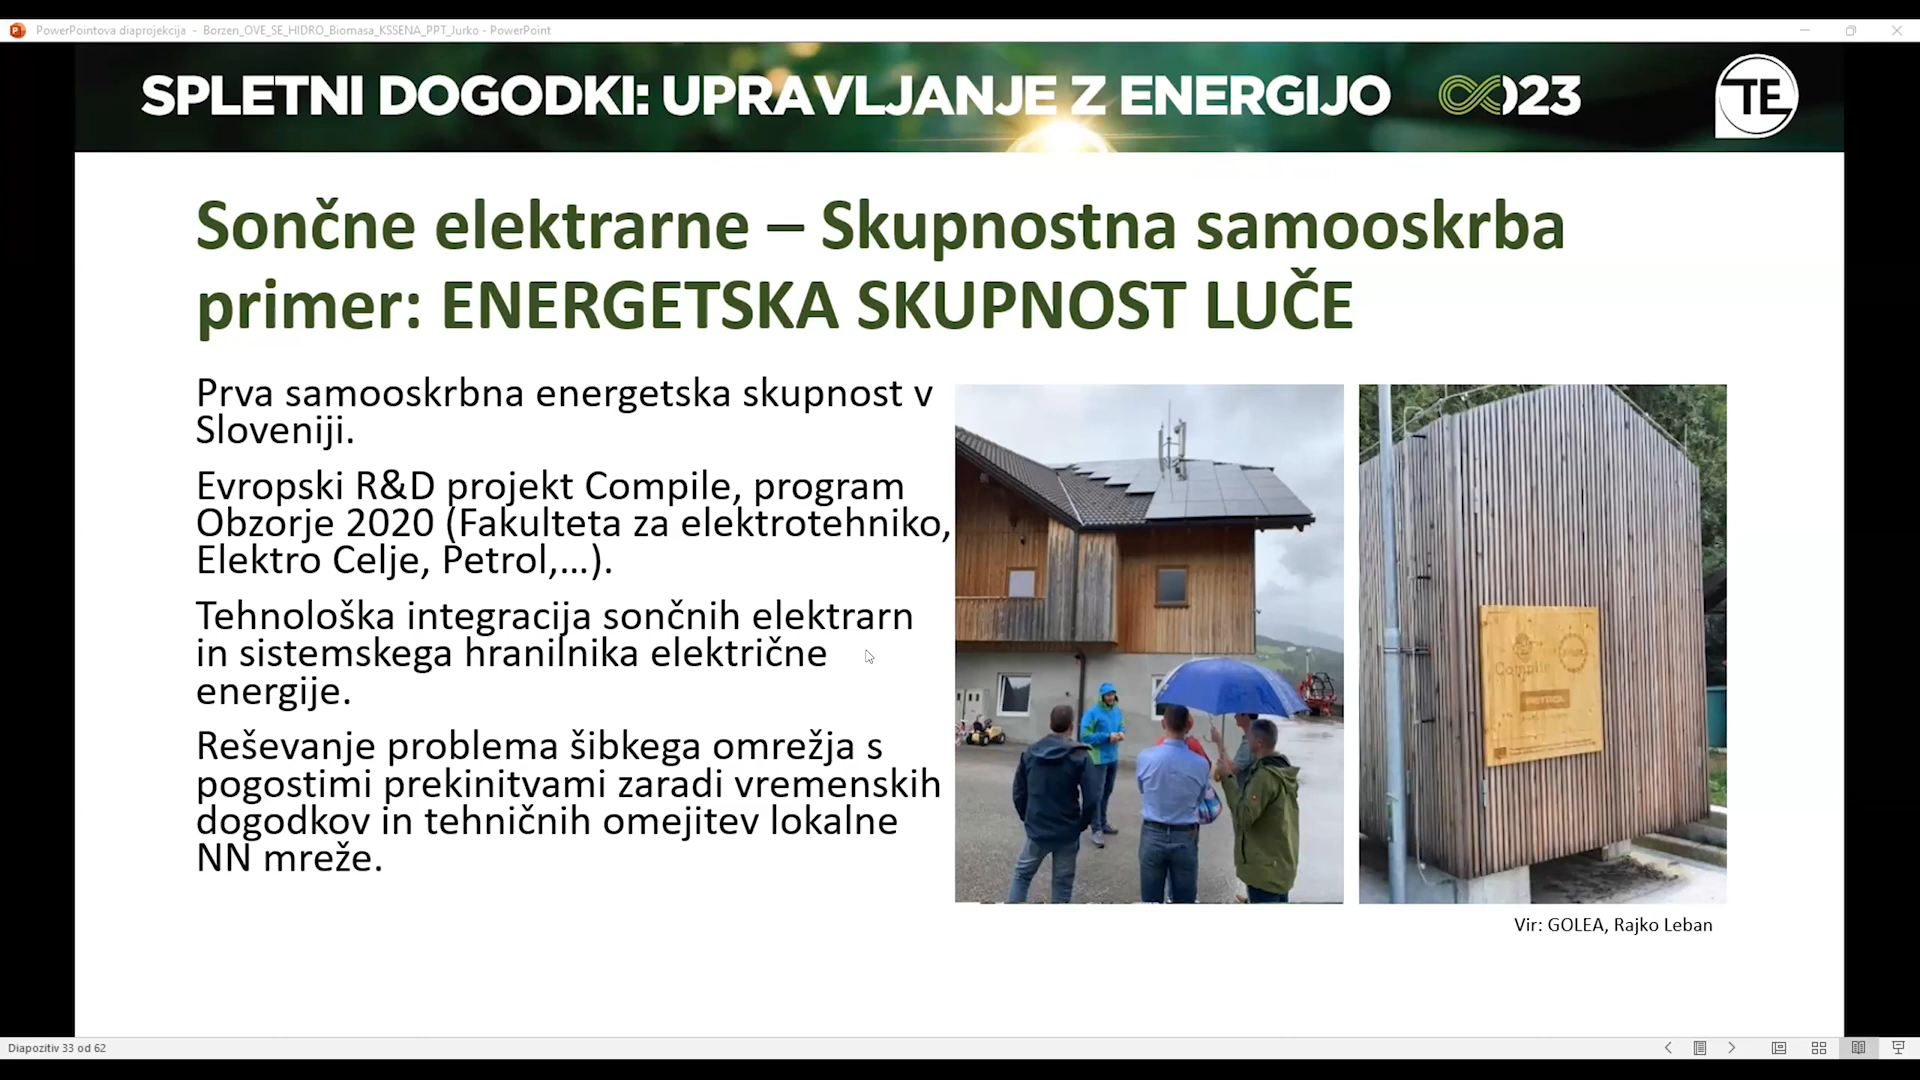 PowerPointova diaprojekcija - Borzen_OVE_SE_HIDRO_Biomasa_KSSENA_PPT_Jurko - PowerPoint
SPLETNI DOGODKI: UPRAVLJANJE Z ENERGIJO 23
TE
Sončne elektrarne – Skupnostna samooskrba
primer: ENERGETSKA SKUPNOST LUČE
Prva samooskrbna energetska skupnost v
Sloveniji.
Evropski R&D projekt Compile, program
Obzorje 2020 (Fakulteta za elektrotehniko,
Elektro Celje, Petrol,...).
Tehnološka integracija sončnih elektrarn
in sistemskega hranilnika električne
energije.
Reševanje problema šibkega omrežja s
pogostimi prekinitvami zaradi vremenskih
dogodkov in tehničnih omejitev lokalne
NN mreže.
Compile
PETROL
Vir: GOLEA, Rajko Leban
Diapozitiv 33 od 62